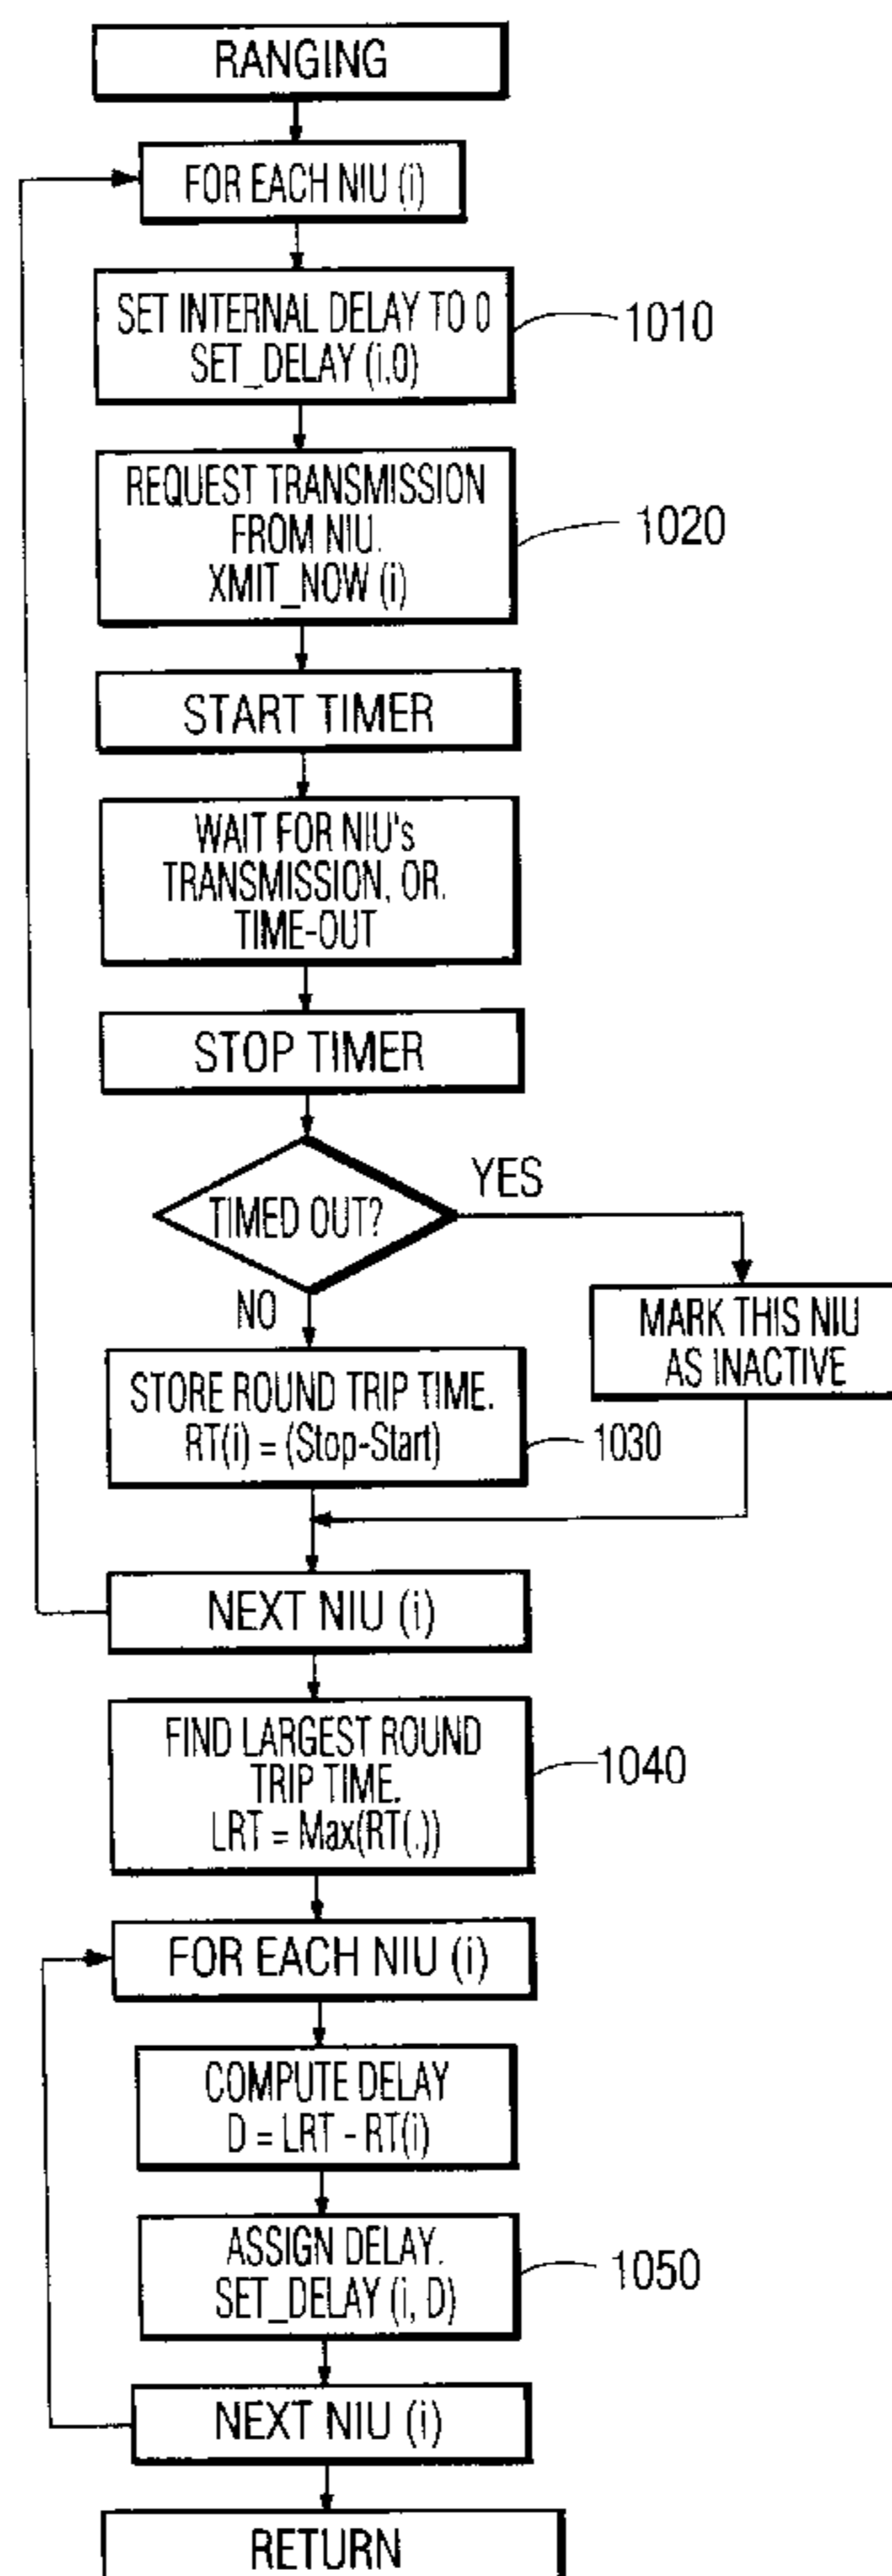 RANGING
FOR EACH NIU (i)
SET INTERNAL DELAY TO 0
SET_DELAY (i,0)
1010
REQUEST TRANSMISSION
FROM NIU.
XMIT_NOW (i)
1020
START TIMER
WAIT FOR NIU's
TRANSMISSION, OR.
TIME-OUT
STOP TIMER
TIMED OUT?
YES
NO
MARK THIS NIU
AS INACTIVE
STORE ROUND TRIP TIME.
RT(i) = (Stop-Start)
1030
NEXT NIU (i)
FIND LARGEST ROUND
TRIP TIME.
LRT = Max(RT(.))
1040
FOR EACH NIU (i)
COMPUTE DELAY
D = LRT - RT(i)
ASSIGN DELAY.
SET_DELAY (i, D)
1050
NEXT NIU (i)
RETURN